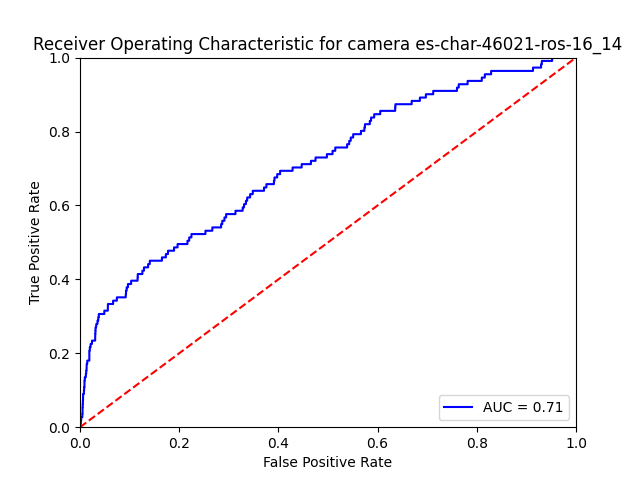 Receiver Operating Characteristic for camera es-char-46021-ros-16_14
1.0
0.8
0.6
0.4
0.2
0.0
True Positive Rate
AUC = 0.71
0.0 0.2 0.4 0.6 0.8 1.0
False Positive Rate